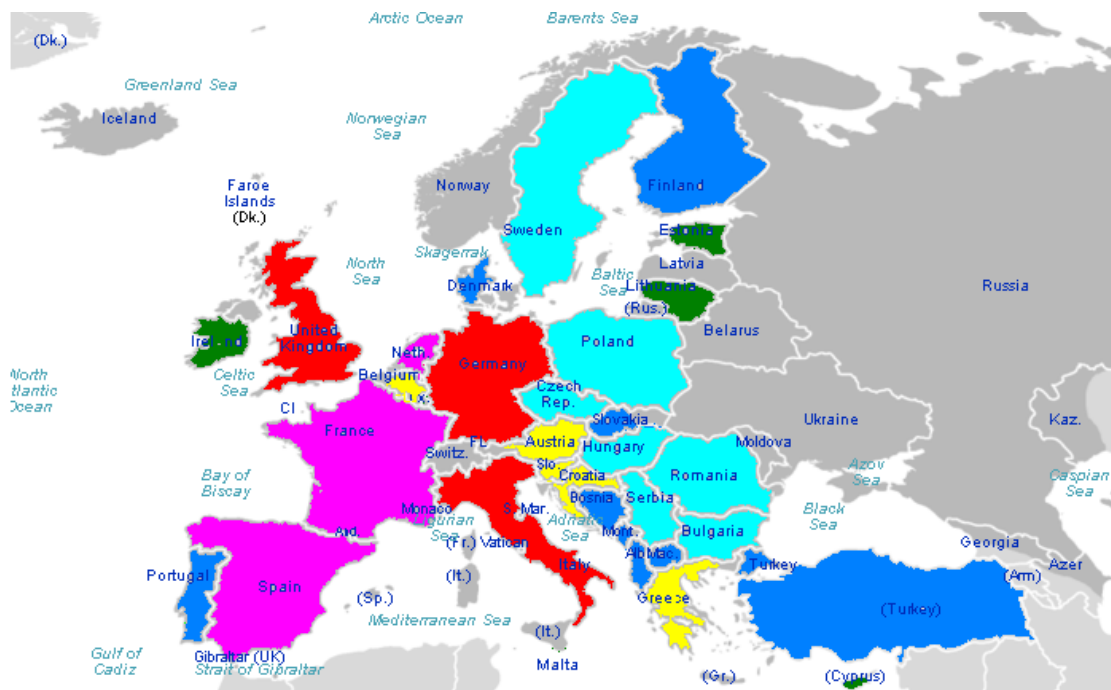 Arctic Ocean
Barents Sea
(Dk.)
Greenland Sea
Iceland
Norwegian
Sea
Faroe
Islands
(Dk.)
Norway
Finland
Sweden
Estonia
Skagerrak
North
Sea
Baltic
Sea
Latvia
Denmark
Lithuania
(Rus.)
Russia
Belarus
United
Kingdom
Neth.
Germany
Poland
Celtic
Sea
Belgium
North
Ocean
CI
Czech
Rep.
France
Slovakia
Ukraine
Kaz.
FL
Switz.
Austria
Hungary
Moldova
Slo.
Croatia
Romania
Bay of
Biscay
Azov
Sea
Caspian
Sea
Monaco
S. Mar.
Bosnia
Serbia
Sea
Sea
Black
Sea
And.
Mont.
Bulgaria
(Fr.)
Vatican
Alb
Mac.
Georgia
Portugal
Spain
(It.)
Italy
Turkey
(Arm)
Azer
(Sp.)
Greece
(Turkey)
Mediterranean Sea
(It.)
Gulf of
Cadiz
Gibraltar (UK)
Strait of Gibraltar
Malta
(Gr.)
(Cyprus)